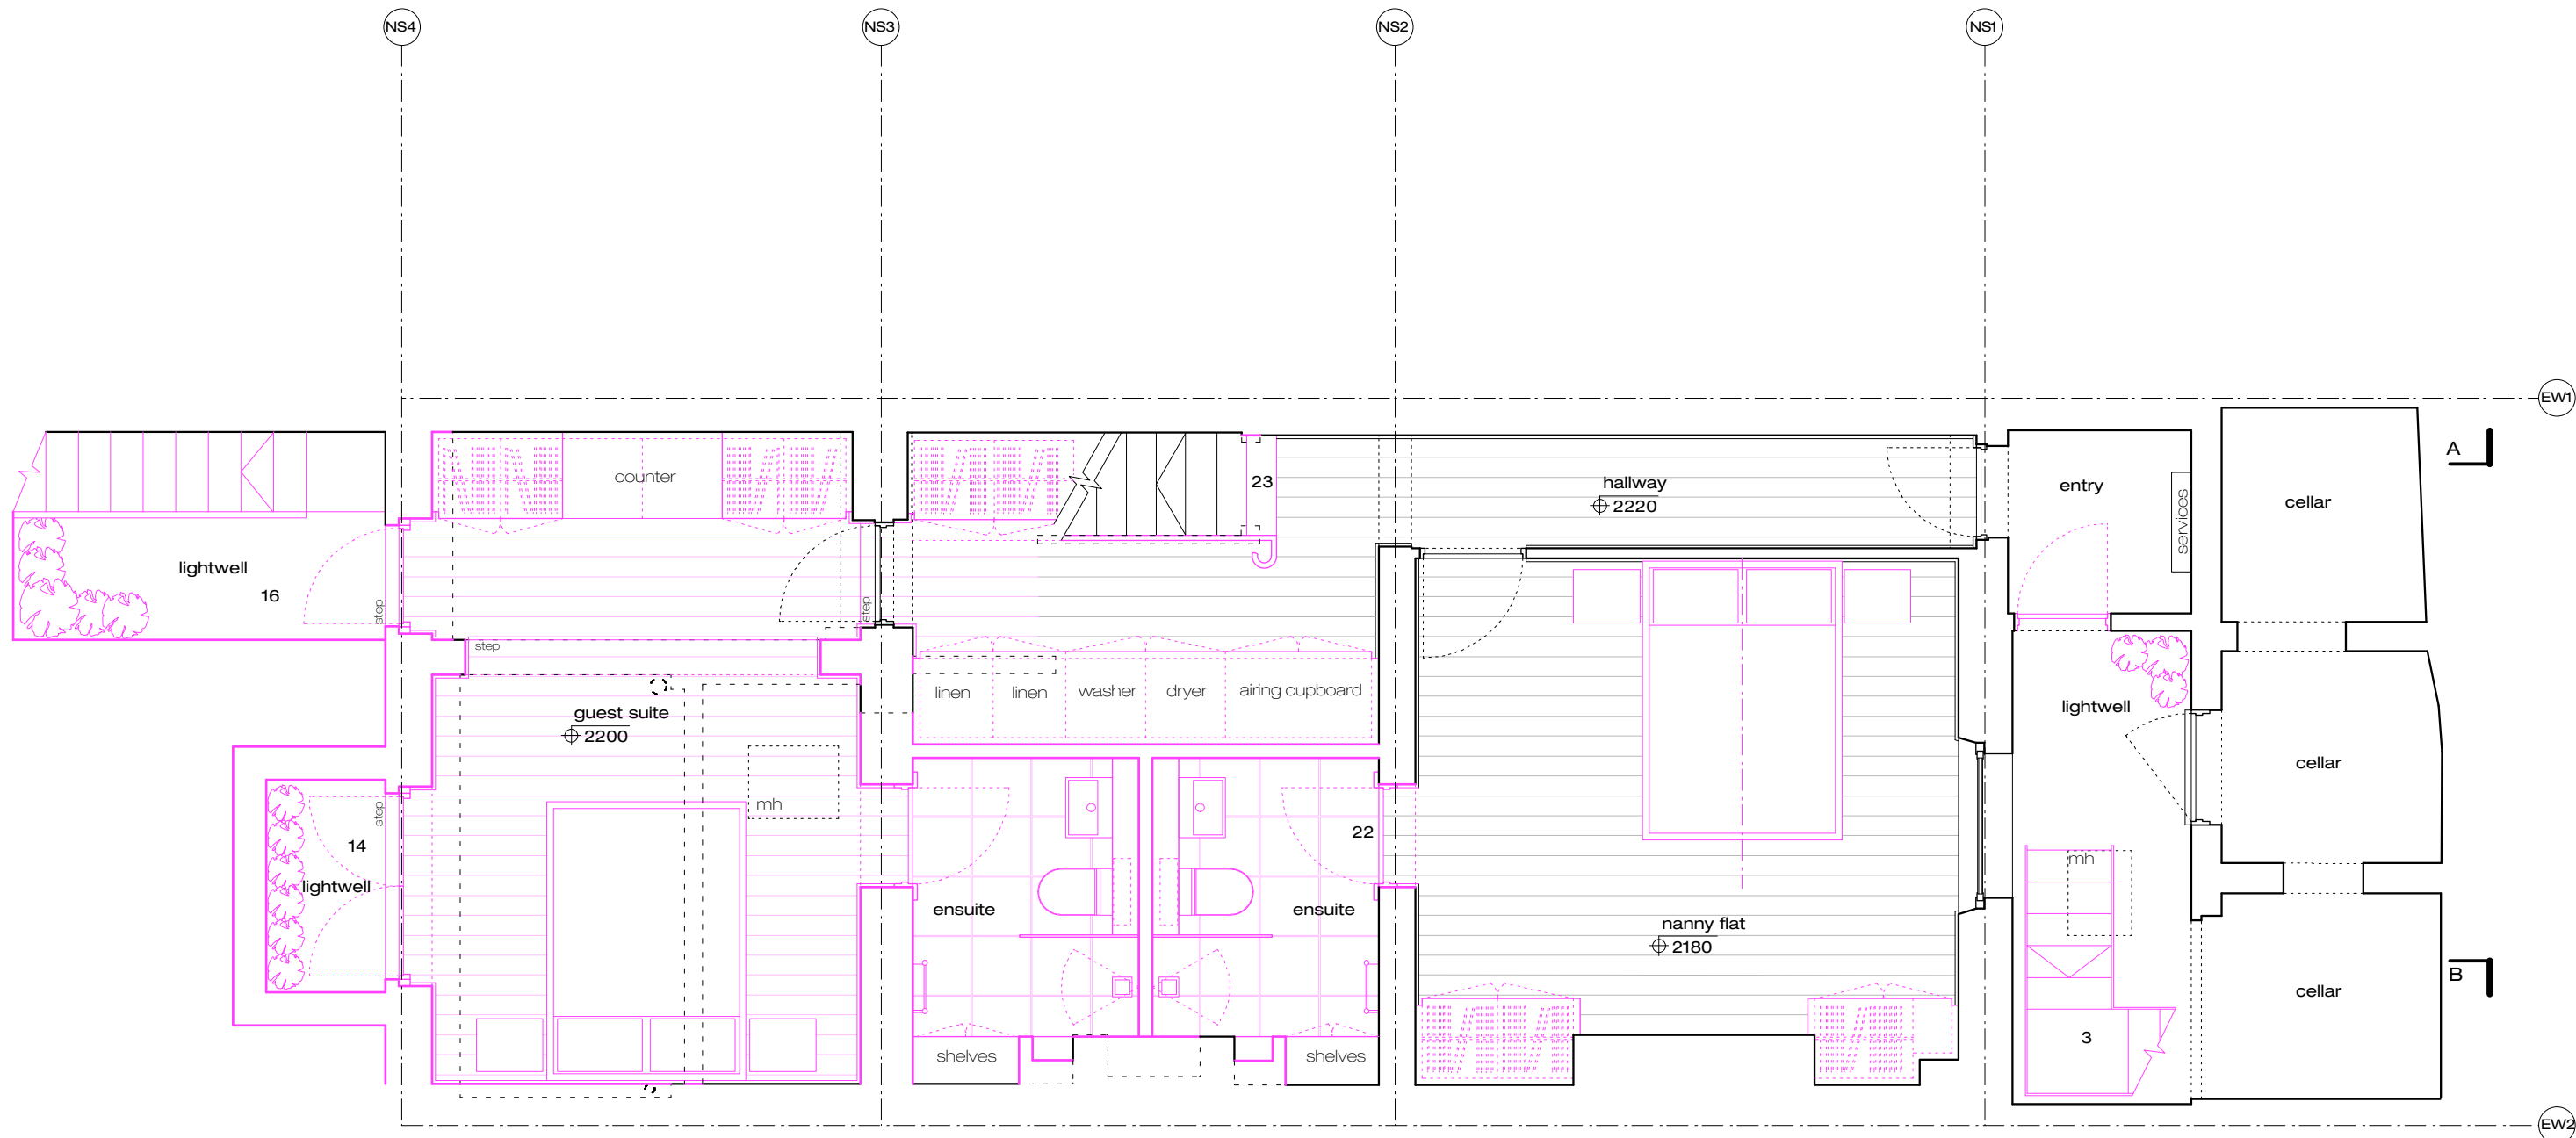 NS4
NS3
NS2
NS1
EW1
A
counter
23
hallway
2220
entry
services
cellar
lightwell
16
step
step
step
guest suite
2200
linen
linen
washer
dryer
airing cupboard
lightwell
cellar
mh
step
14
lightwell
22
mh
ensuite
ensuite
nanny flat
2180
B
cellar
3
shelves
shelves
EW2